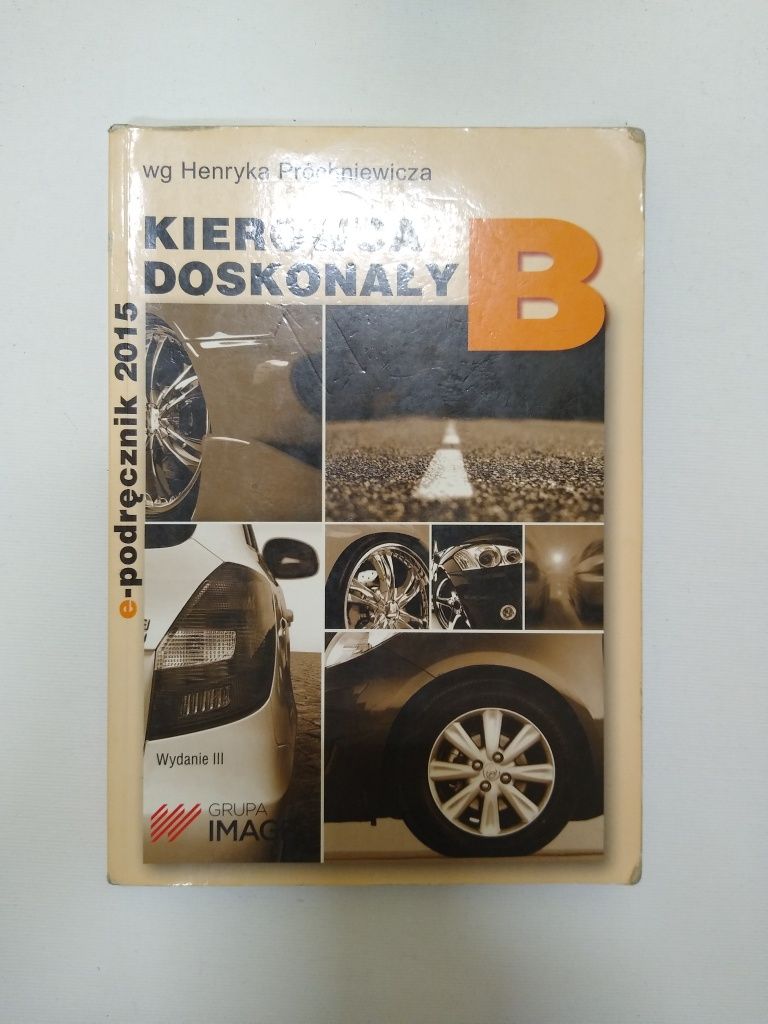 wg Henryka Próchniewicza
KIEROWCA
DOSKONAŁY
B
e-podręcznik 2015
Wydanie III
GRUPA
IMAGE